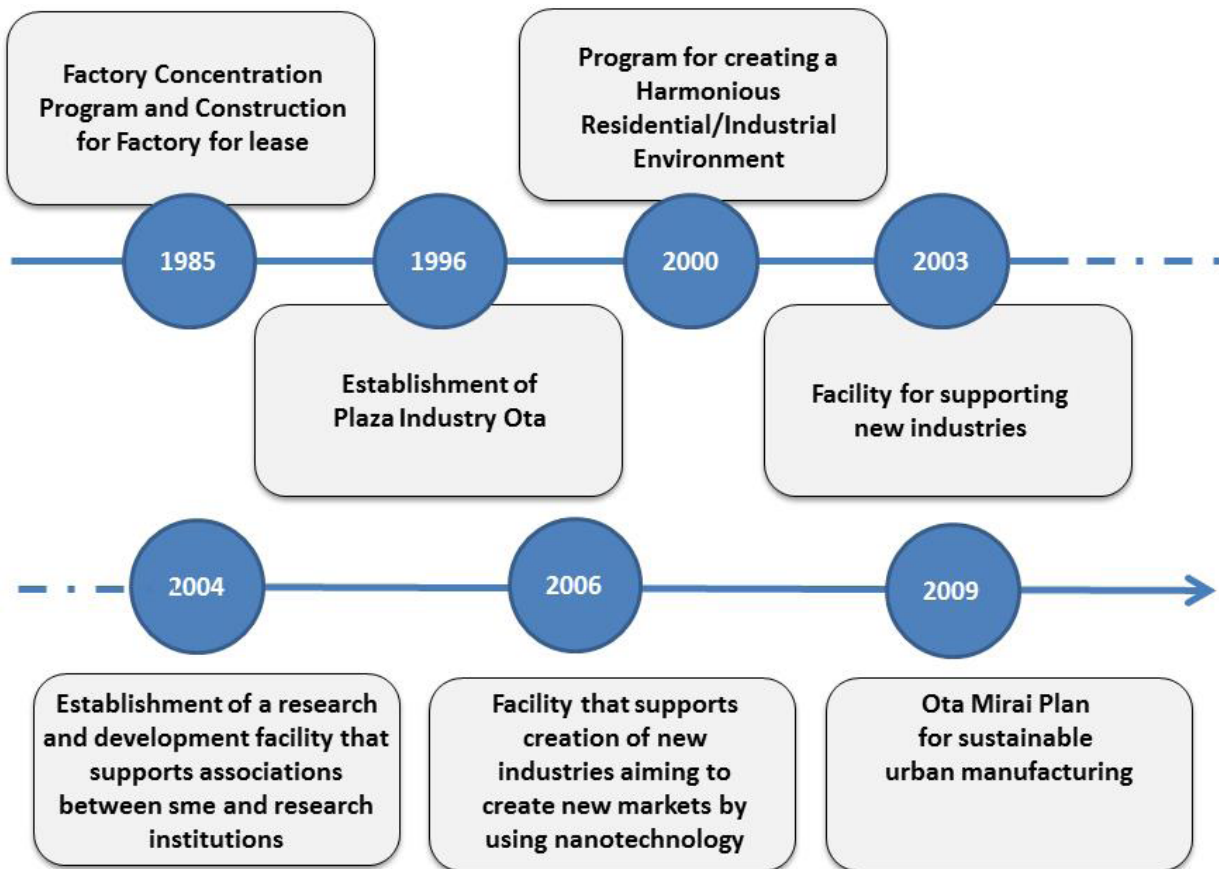 Factory Concentration
Program and Construction
for Factory for lease
Program for creating a
Harmonious
Residential/Industrial
Environment
1985
1996
2000
2003
Establishment of
Plaza Industry Ota
Facility for supporting
new industries
2004
2006
2009
Establishment of a research
and development facility that
supports associations
between sme and research
institutions
Facility that supports
creation of new
industries aiming to
create new markets by
using nanotechnology
Ota Mirai Plan
for sustainable
urban manufacturing